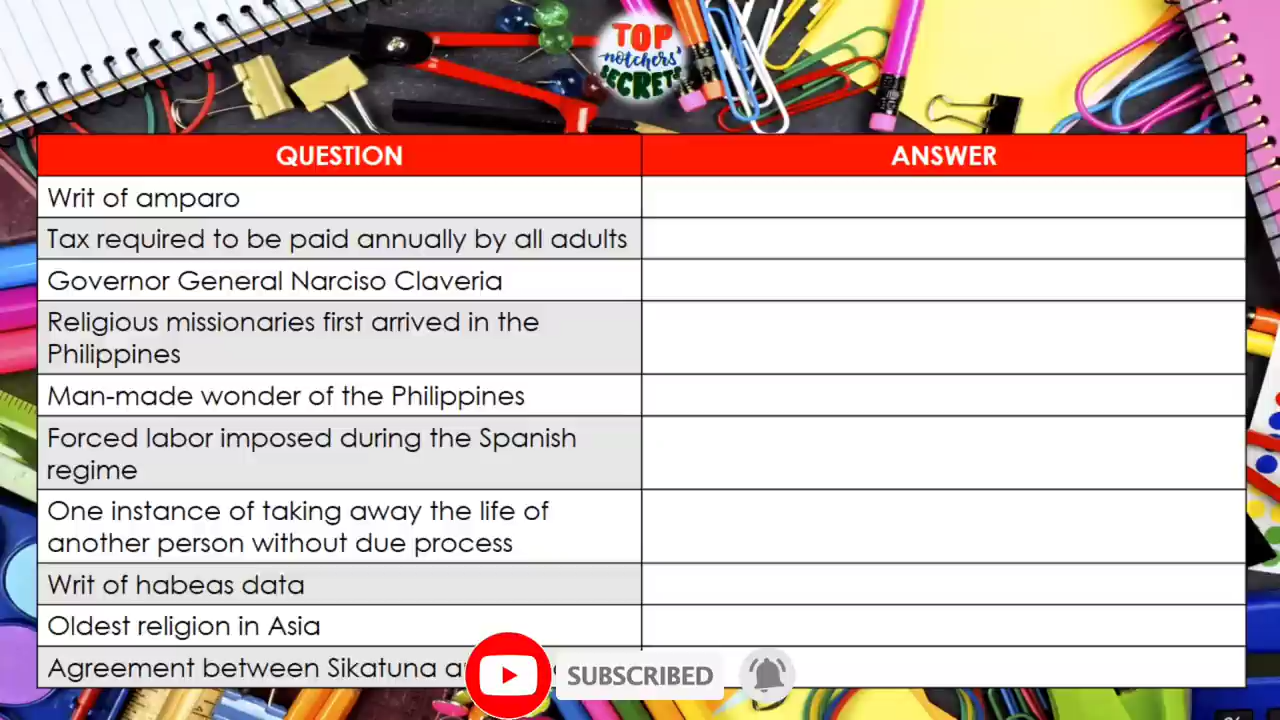 TOP
notchers'
SECRETS
QUESTION
ANSWER
Writ of amparo
Tax required to be paid annually by all adults
Governor General Narciso Claveria
Religious missionaries first arrived in the
Philippines
Man-made wonder of the Philippines
Forced labor imposed during the Spanish
regime
One instance of taking away the life of
another person without due process
Writ of habeas data
Oldest religion in Asia
Agreement between Sikatuna
SUBSCRIBED